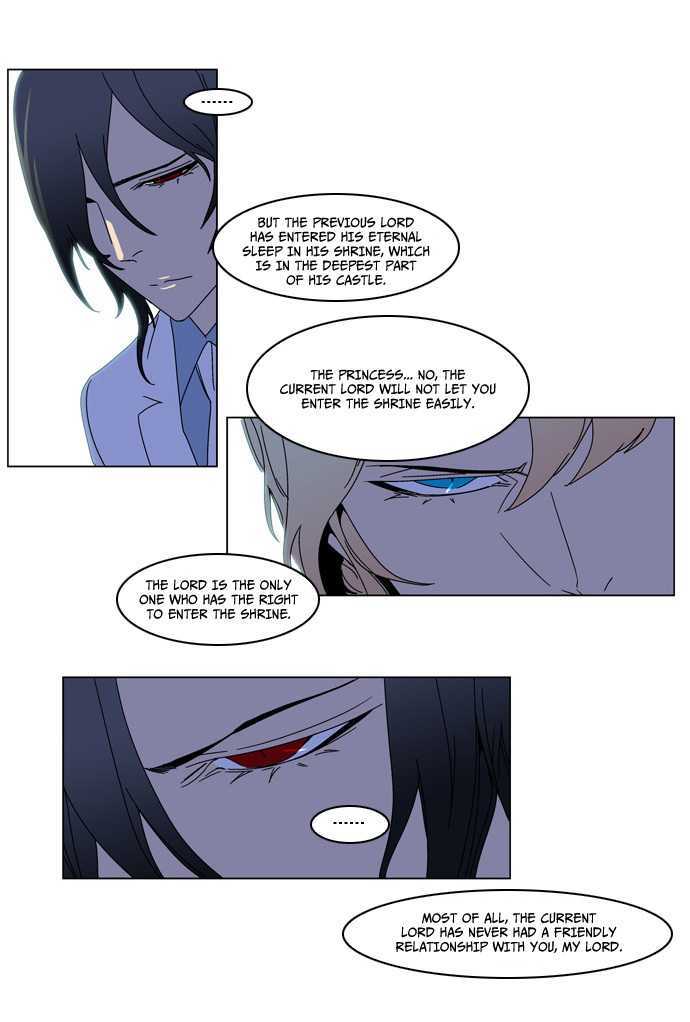 ------
BUT THE PREVIOUS LORD
HAS ENTERED HIS ETERNAL
SLEEP IN HIS SHRINE, WHICH
IS IN THE DEEPEST PART
OF HIS CASTLE.
THE PRINCESS... NO, THE
CURRENT LORD WILL NOT LET YOU
ENTER THE SHRINE EASILY.
THE LORD IS THE ONLY
ONE WHO HAS THE RIGHT
TO ENTER THE SHRINE.
------
MOST OF ALL, THE CURRENT
LORD HAS NEVER HAD A FRIENDLY
RELATIONSHIP WITH YOU, MY LORD.